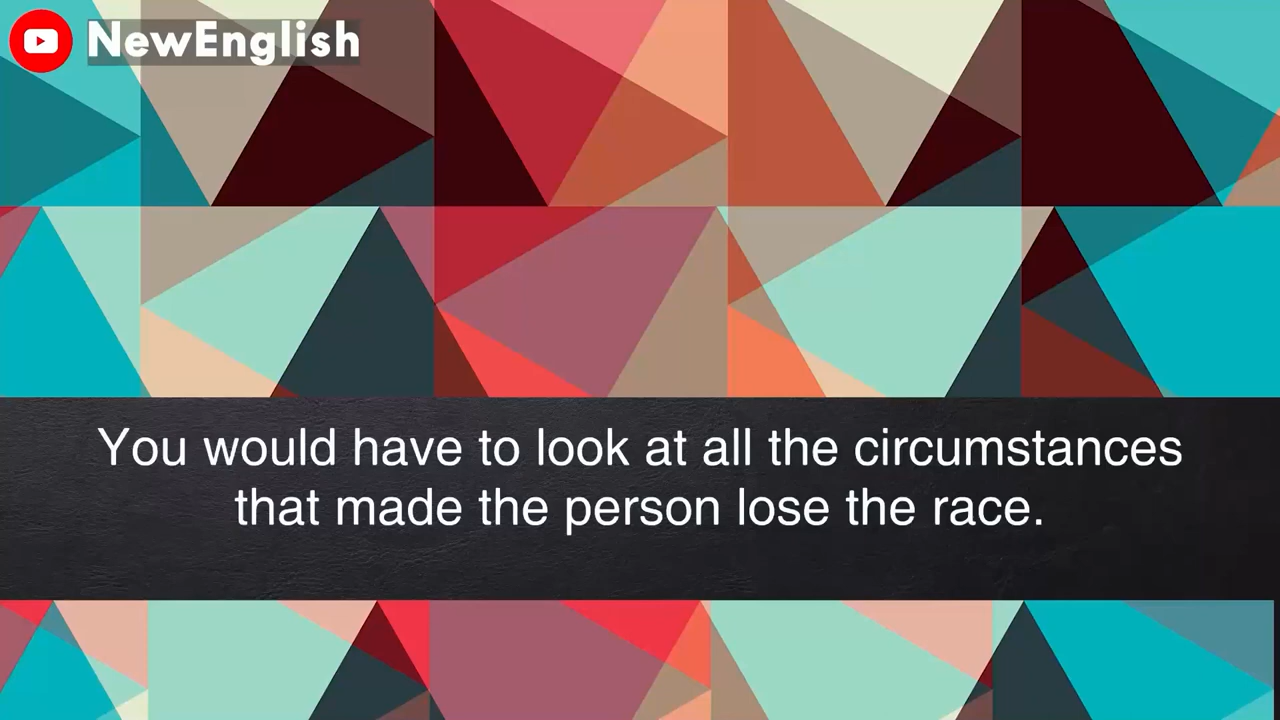 NewEnglish
You would have to look at all the circumstances
that made the person lose the race.